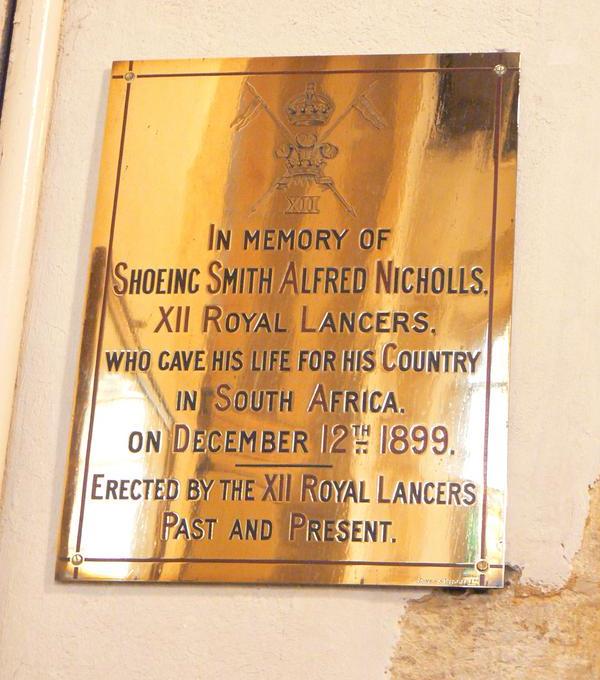 XII
IN MEMORY OF
SHOEING SMITH ALFRED NICHOLLS,
XII ROYAL LANCERS,
WHO GAVE HIS LIFE FOR HIS COUNTRY
IN SOUTH AFRICA.
ON DECEMBER 12TH 1899.
ERECTED BY THE XII ROYAL LANCERS
PAST AND PRESENT.